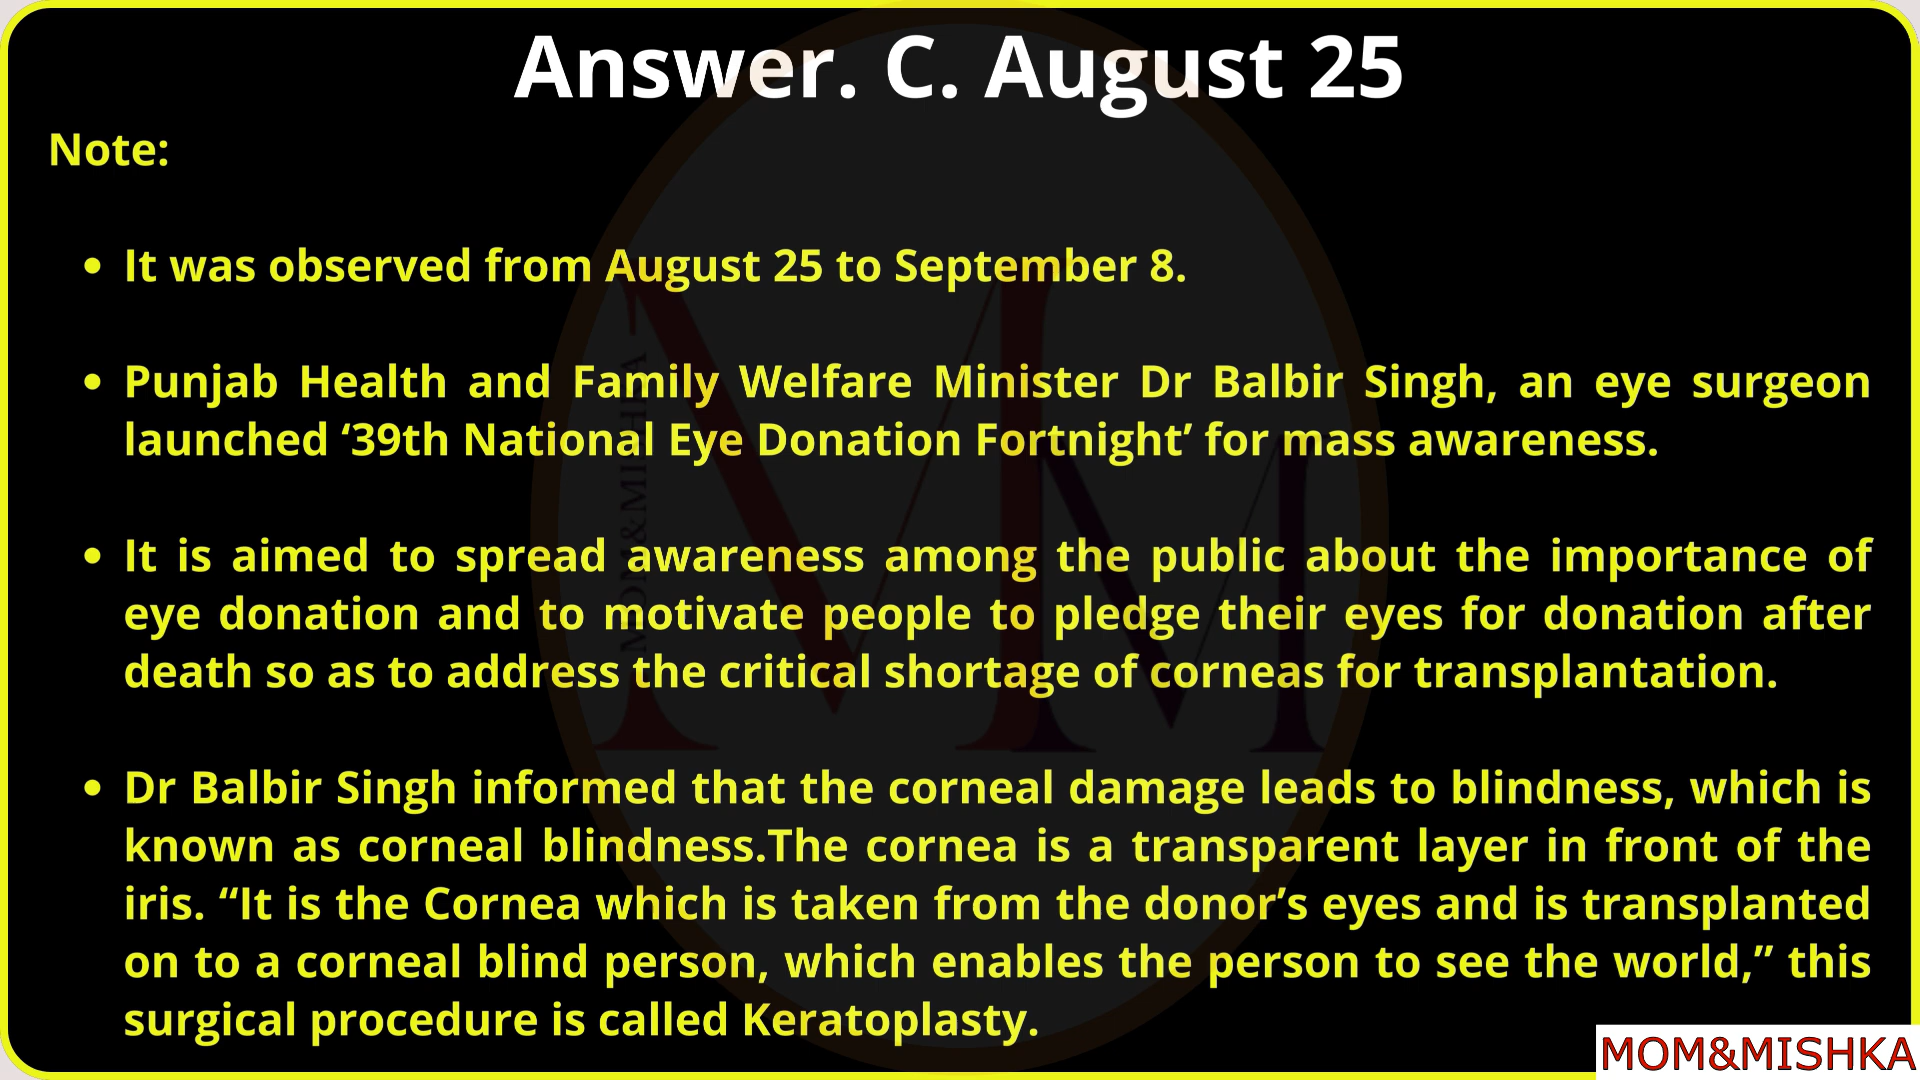 Answer. C. August 25
Note:
• It was observed from August 25 to September 8.
• Punjab Health and Family Welfare Minister Dr Balbir Singh, an eye surgeon
launched ‘39th National Eye Donation Fortnight’ for mass awareness.
• It is aimed to spread awareness among the public about the importance of
eye donation and to motivate people to pledge their eyes for donation after
death so as to address the critical shortage of corneas for transplantation.
• Dr Balbir Singh informed that the corneal damage leads to blindness, which is
known as corneal blindness.The cornea is a transparent layer in front of the
iris. “It is the Cornea which is taken from the donor’s eyes and is transplanted
on to a corneal blind person, which enables the person to see the world,” this
surgical procedure is called Keratoplasty.
MOM&MISHKA
MOM&MISHKA
MM